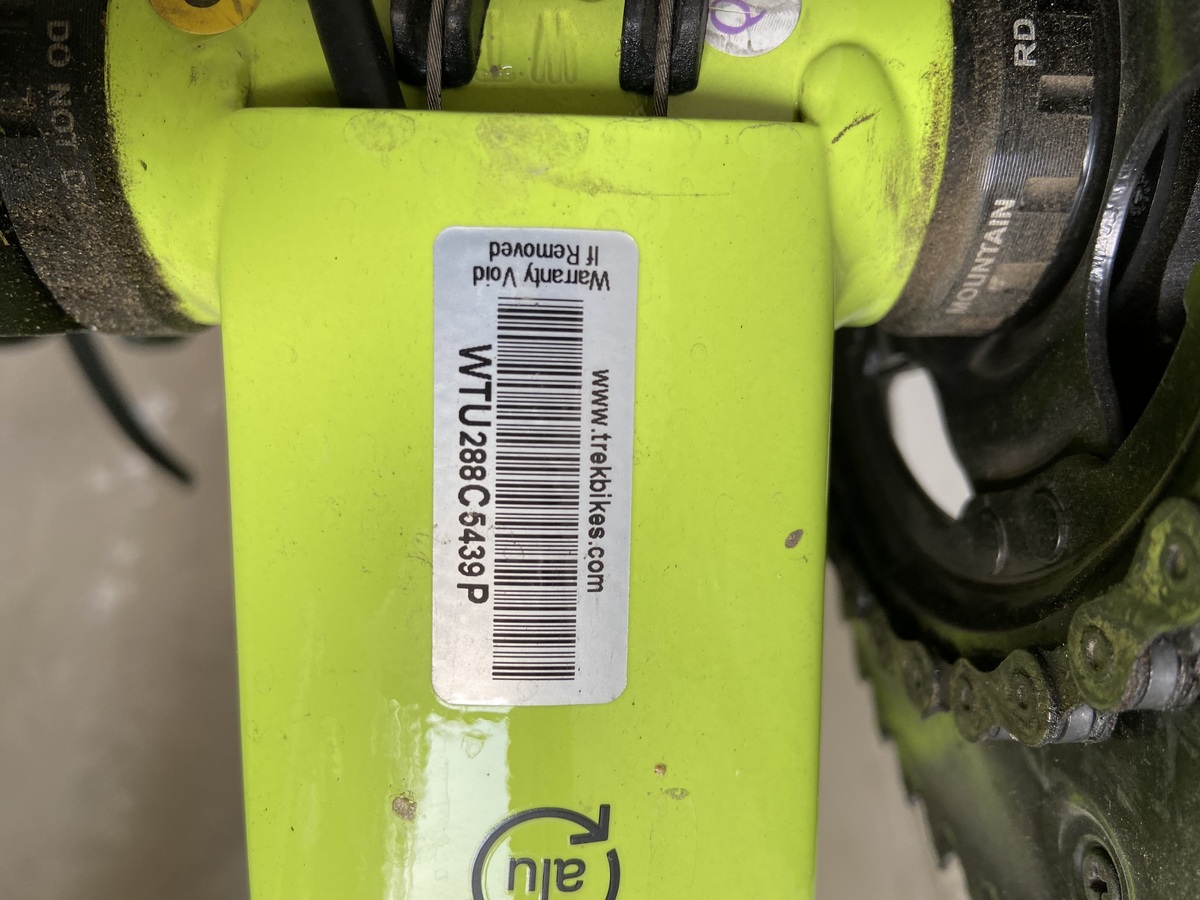 Warranty Void
If Removed
www.trekbikes.com
WTU288C5439P
alu
DO NOT
MOUNTAIN
RD